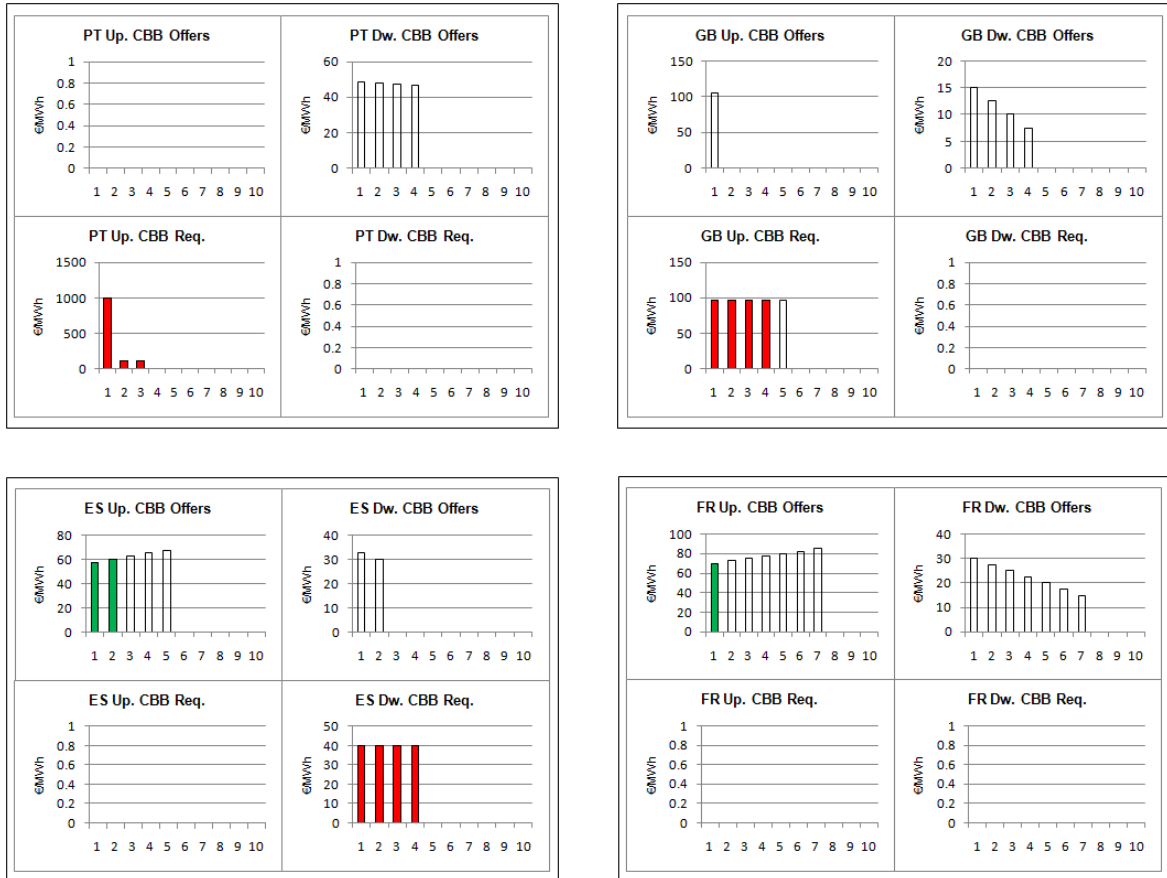 PT Up. CBB Offers
€/MWh
1
0.8
0.6
0.4
0.2
0
1 2 3 4 5 6 7 8 9 10
PT Dw. CBB Offers
€/MWh
60
40
20
0
1 2 3 4 5 6 7 8 9 10
PT Up. CBB Req.
€/MWh
1500
1000
500
0
1 2 3 4 5 6 7 8 9 10
PT Dw. CBB Req.
€/MWh
1
0.8
0.6
0.4
0.2
0
1 2 3 4 5 6 7 8 9 10
GB Up. CBB Offers
€/MWh
150
100
50
0
1 2 3 4 5 6 7 8 9 10
GB Dw. CBB Offers
€/MWh
20
15
10
5
0
1 2 3 4 5 6 7 8 9 10
GB Up. CBB Req.
€/MWh
150
100
50
0
1 2 3 4 5 6 7 8 9 10
GB Dw. CBB Req.
€/MWh
1
0.8
0.6
0.4
0.2
0
1 2 3 4 5 6 7 8 9 10
ES Up. CBB Offers
€/MWh
80
60
40
20
0
1 2 3 4 5 6 7 8 9 10
ES Dw. CBB Offers
€/MWh
40
30
20
10
0
1 2 3 4 5 6 7 8 9 10
ES Up. CBB Req.
€/MWh
1
0.8
0.6
0.4
0.2
0
1 2 3 4 5 6 7 8 9 10
ES Dw. CBB Req.
€/MWh
50
40
30
20
10
0
1 2 3 4 5 6 7 8 9 10
FR Up. CBB Offers
€/MWh
100
80
60
40
20
0
1 2 3 4 5 6 7 8 9 10
FR Dw. CBB Offers
€/MWh
40
30
20
10
0
1 2 3 4 5 6 7 8 9 10
FR Up. CBB Req.
€/MWh
1
0.8
0.6
0.4
0.2
0
1 2 3 4 5 6 7 8 9 10
FR Dw. CBB Req.
€/MWh
1
0.8
0.6
0.4
0.2
0
1 2 3 4 5 6 7 8 9 10